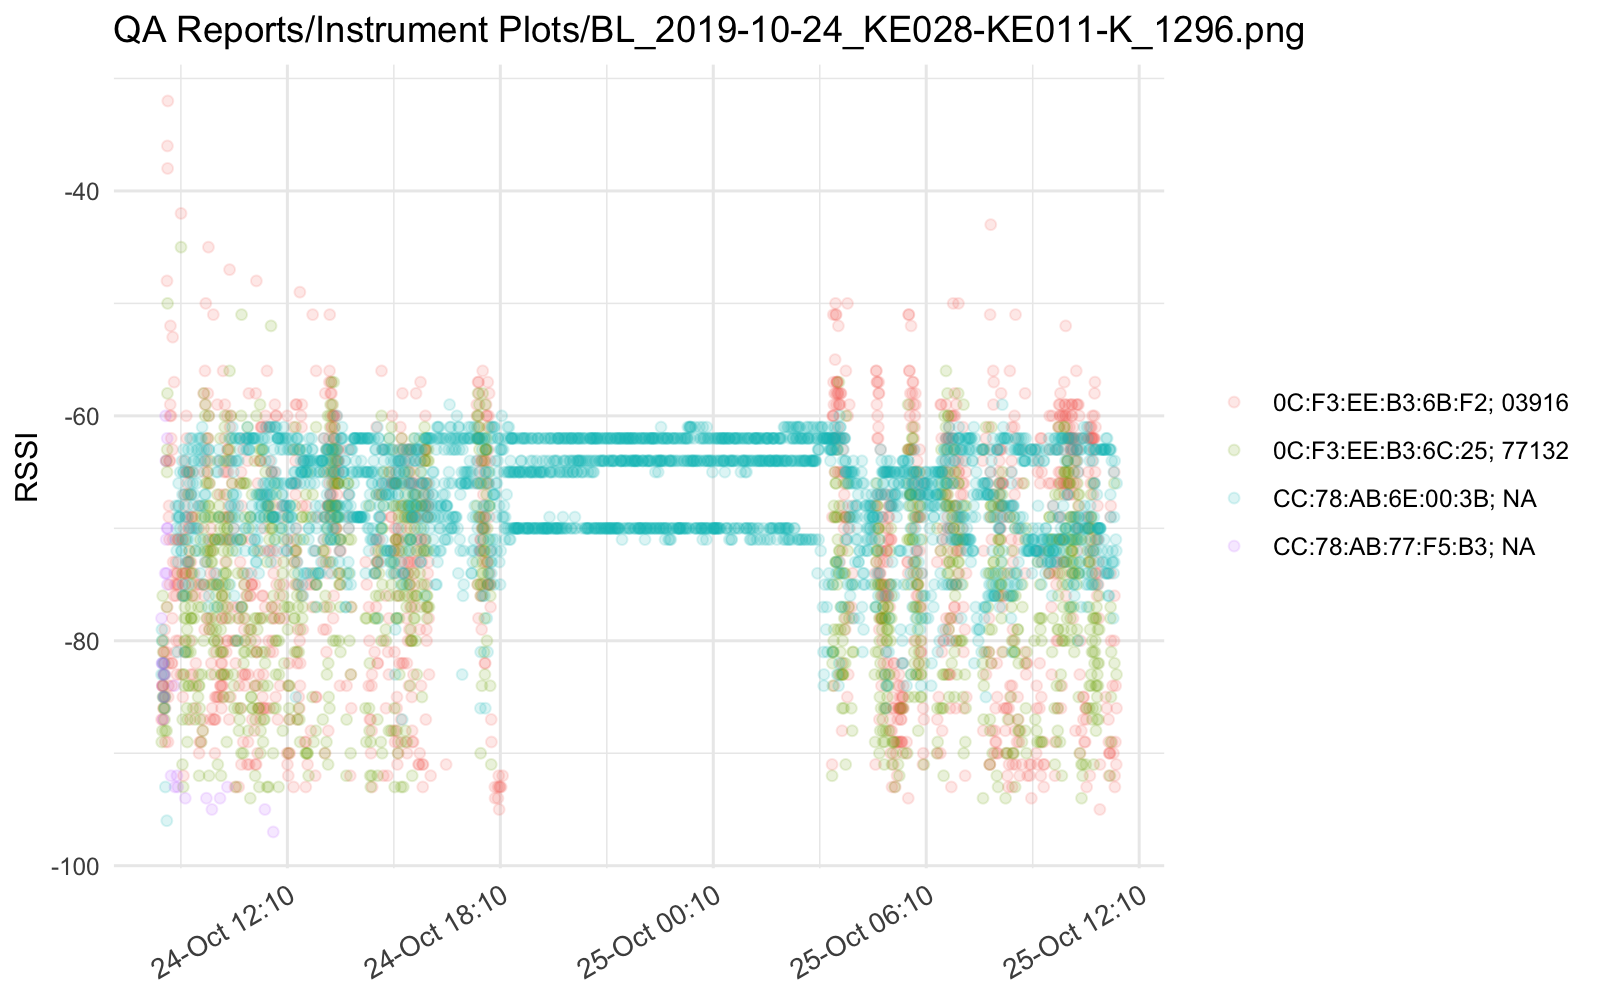 QA Reports/Instrument Plots/BL_2019-10-24_KE028-KE011-K_1296.png
RSSI
-40
-60
-80
-100
24-Oct 12:10
24-Oct 18:10
25-Oct 00:10
25-Oct 06:10
25-Oct 12:10
0C:F3:EE:B3:6B:F2; 03916
0C:F3:EE:B3:6C:25; 77132
CC:78:AB:6E:00:3B; NA
CC:78:AB:77:F5:B3; NA